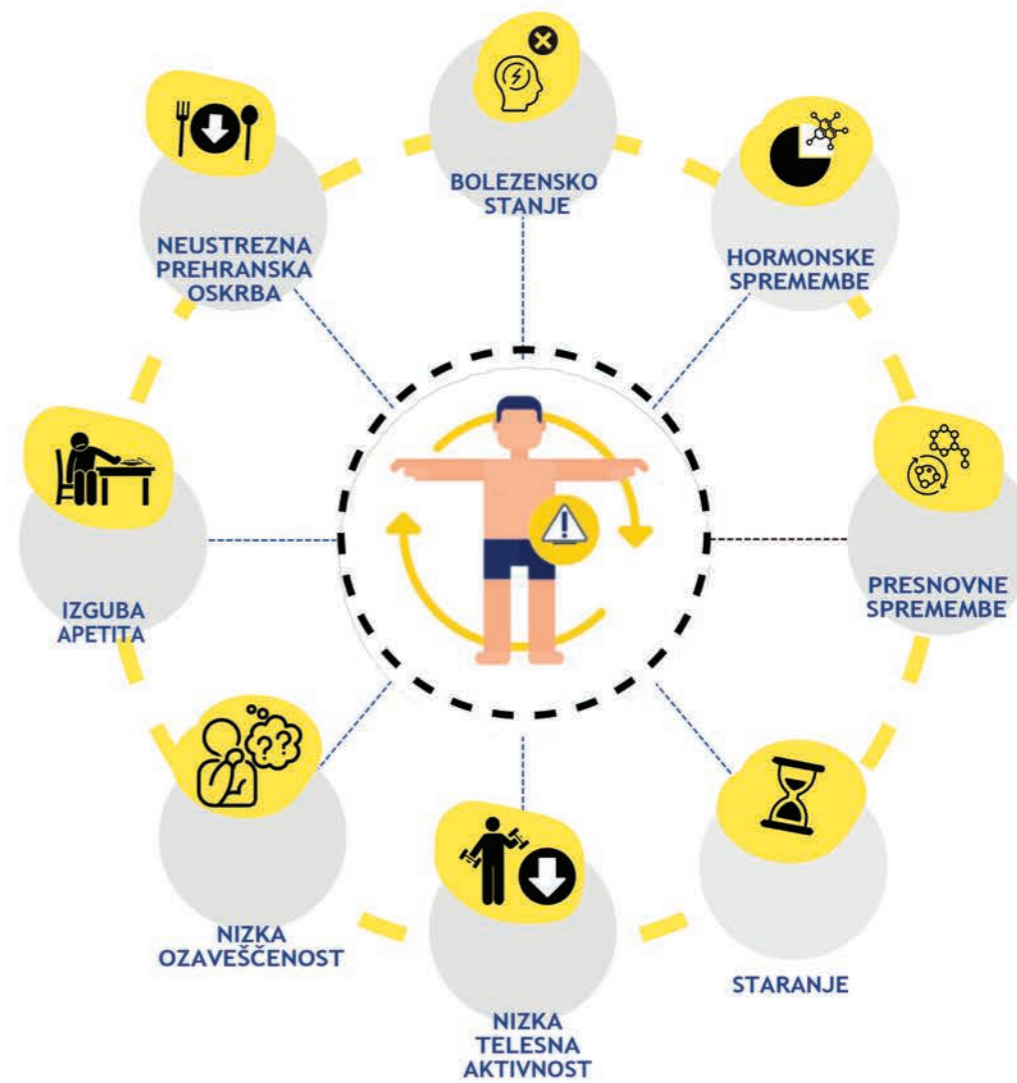 BOLEZENSKO
STANJE
HORMONSKE
SPREMEMBE
PRESNOVNE
SPREMEMBE
STARANJE
NIZKA
TELESNA
AKTIVNOST
NIZKA
OZAVEŠČENOST
??
IZGUBA
APETITA
NEUSTREZNA
PREHRANSKA
OSKRBA